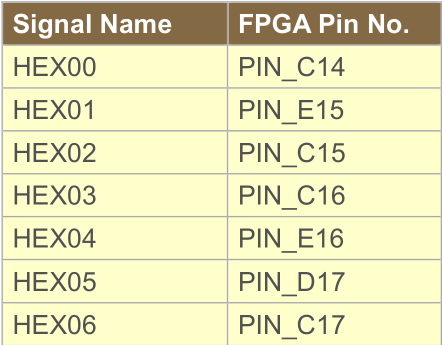 Signal Name FPGA Pin No.
HEX00 PIN_C14
HEX01 PIN_E15
HEX02 PIN_C15
HEX03 PIN_C16
HEX04 PIN_E16
HEX05 PIN_D17
HEX06 PIN_C17